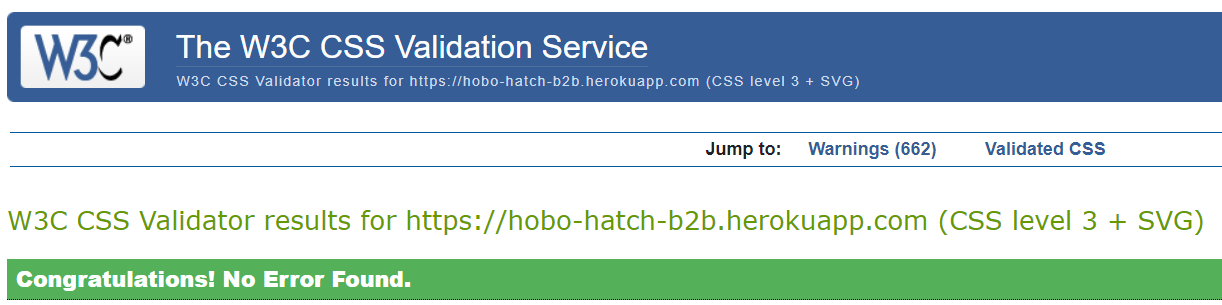 W3C®
The W3C CSS Validation Service
W3C CSS Validator results for https://hobo-hatch-b2b.herokuapp.com (CSS level 3 + SVG)
Jump to: Warnings (662) Validated CSS
W3C CSS Validator results for https://hobo-hatch-b2b.herokuapp.com (CSS level 3 + SVG)
Congratulations! No Error Found.